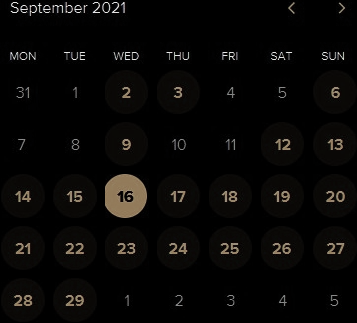 September 2021 < >
MON TUE WED THU FRI SAT SUN
31 1 2 3 4 5 6
7 8 9 10 11 12 13
14 15 16 17 18 19 20
21 22 23 24 25 26 27
28 29 1 2 3 4 5